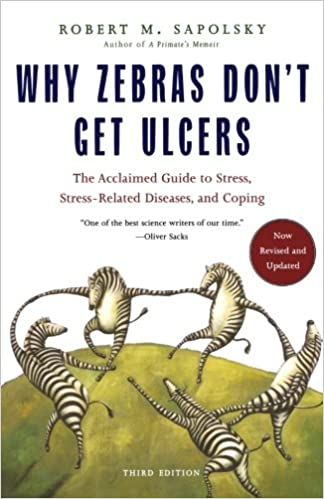 ROBERT M. SAPOLSKY
Author of A Primate's Memoir
WHY ZEBRAS DON'T
GET ULCERS
The Acclaimed Guide to Stress,
Stress-Related Diseases, and Coping
"One of the best science writers of our time."
—Oliver Sacks
Now
Revised and
Updated
THIRD EDITION